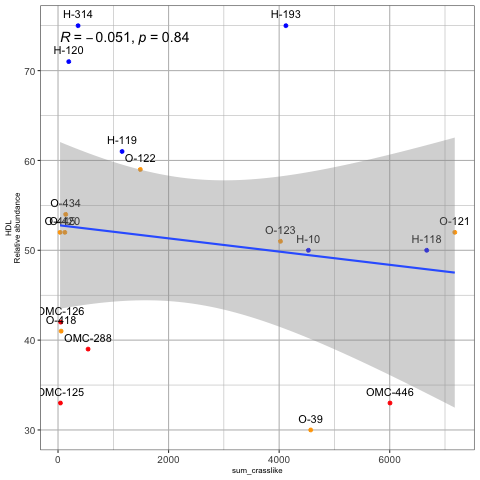 H-314
H-193
R = −0.051, p = 0.84
H-120
70
H-119
O-122
60
O-434
O-420
O-123
H-10
H-118
O-121
50
HDL
Relative abundance
OMC-126
O-418
OMC-288
40
OMC-125
OMC-446
O-39
30
0
2000
4000
6000
sum_crasslike